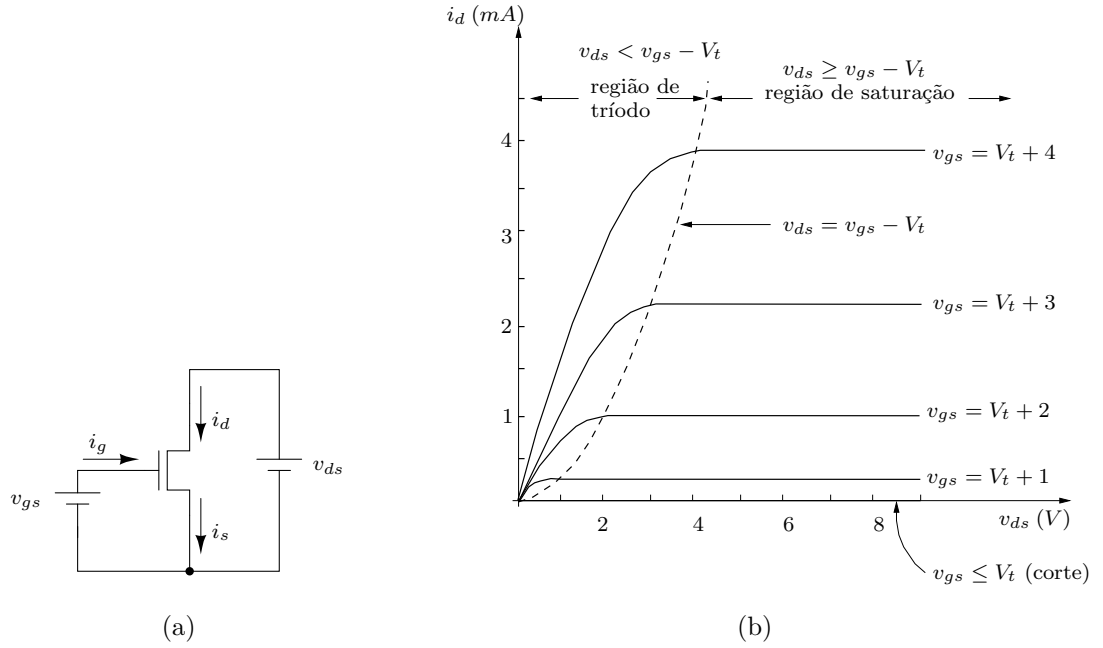 i_d (mA)
v_ds < v_gs − V_t
região de
tríodo
v_ds ≥ v_gs − V_t
região de saturação
4
v_gs = V_t + 4
3
v_ds = v_gs − V_t
2
v_gs = V_t + 3
1
v_gs = V_t + 2
v_gs = V_t + 1
2
4
6
8
v_ds (V)
v_gs ≤ V_t (corte)
i_d
i_g
v_ds
v_gs
i_s
(a)
(b)